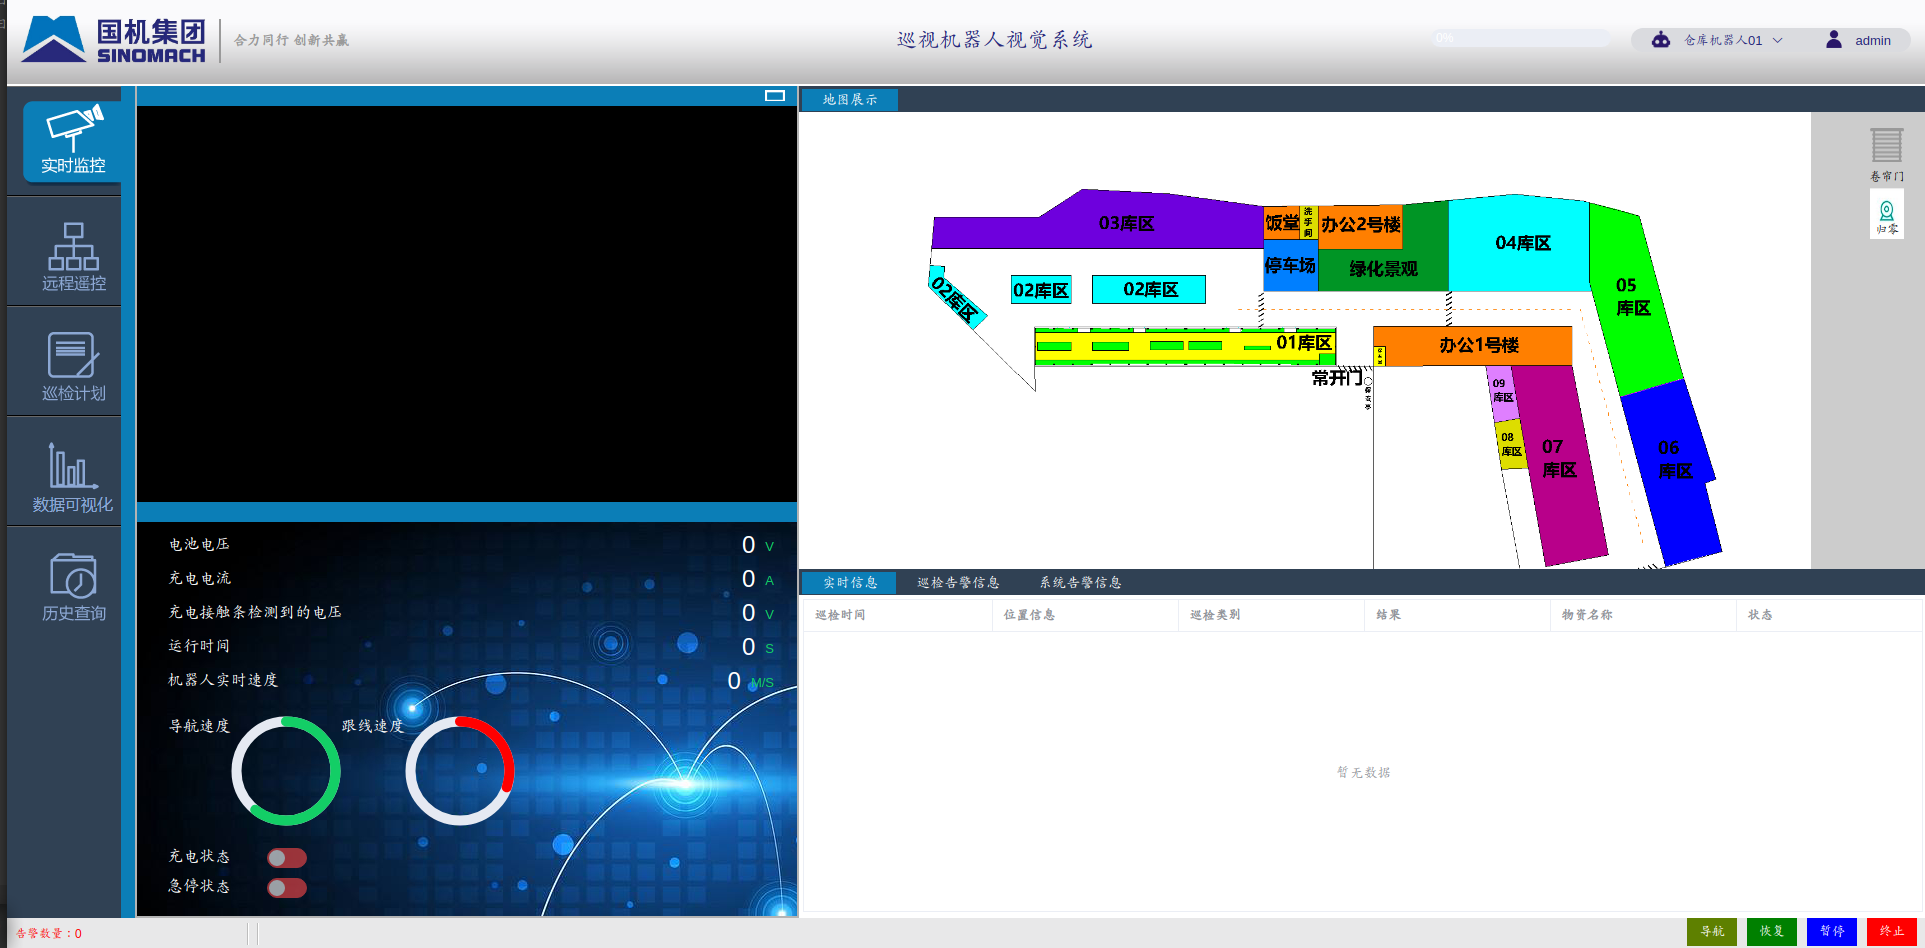 国机集团
SINOMACH
合力同行 创新共赢
巡视机器人视觉系统
0%
仓库机器人01
admin
实时监控
远程遥控
巡检计划
数据可视化
历史查询
地图展示
卷帘门
归零
03库区
饭堂
洗手间
办公2号楼
停车场
绿化景观
04库区
05
库区
02库区
02库区
02库区
01库区
办公1号楼
常开门
09
库区
08
库区
07
库区
06
库区
电池电压
0 V
充电电流
0 A
充电接触条检测到的电压
0 V
运行时间
0 S
机器人实时速度
0 M/S
导航速度
跟线速度
充电状态
急停状态
实时信息
巡检告警信息
系统告警信息
巡检时间
位置信息
巡检类别
结果
物资名称
状态
暂无数据
告警数量：0
导航
恢复
暂停
终止